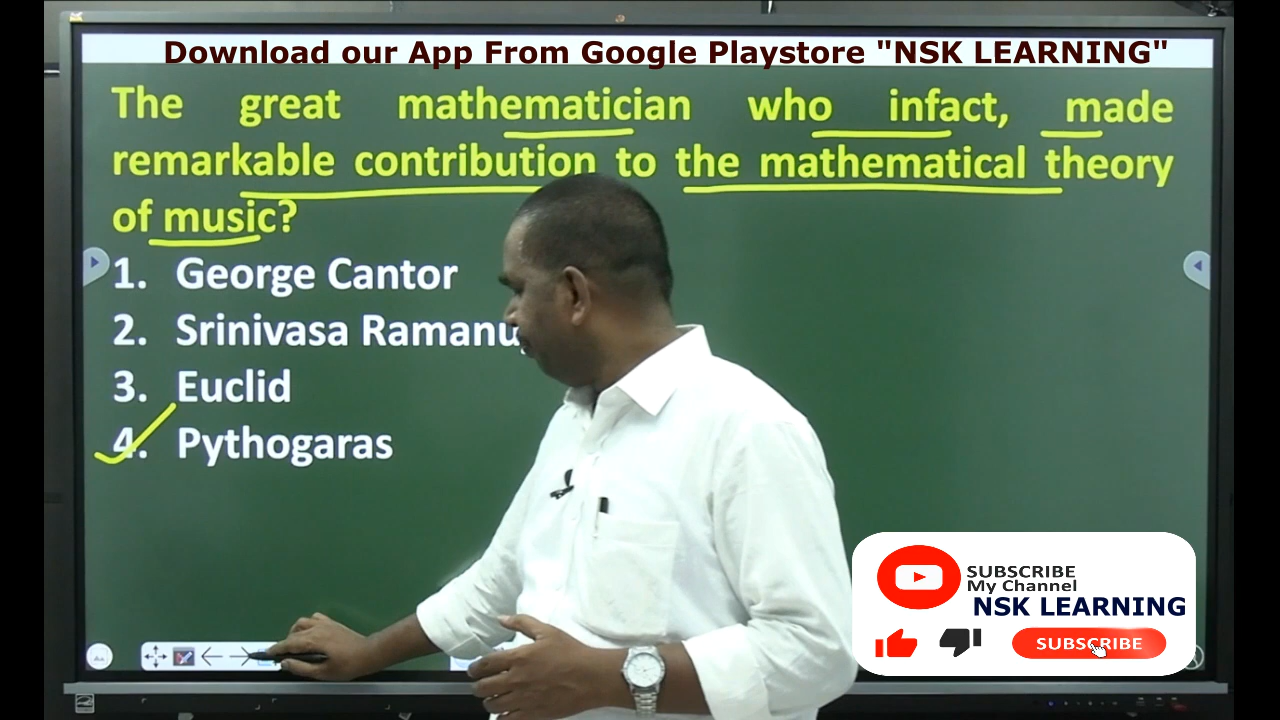 Download our App From Google Playstore "NSK LEARNING"
The great mathematician who infact, made
remarkable contribution to the mathematical theory
of music?
1. George Cantor
2. Srinivasa
3. Euclid
4. Pythogaras
SUBSCRIBE
My Channel
NSK LEARNING
SUBSCRIBE